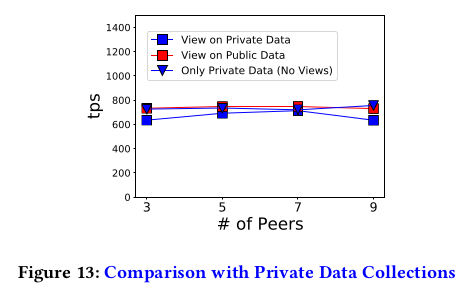 1400
1200
1000
800
600
400
200
0
tps
View on Private Data
View on Public Data
Only Private Data (No Views)
3 5 7 9
# of Peers
Figure 13: Comparison with Private Data Collections